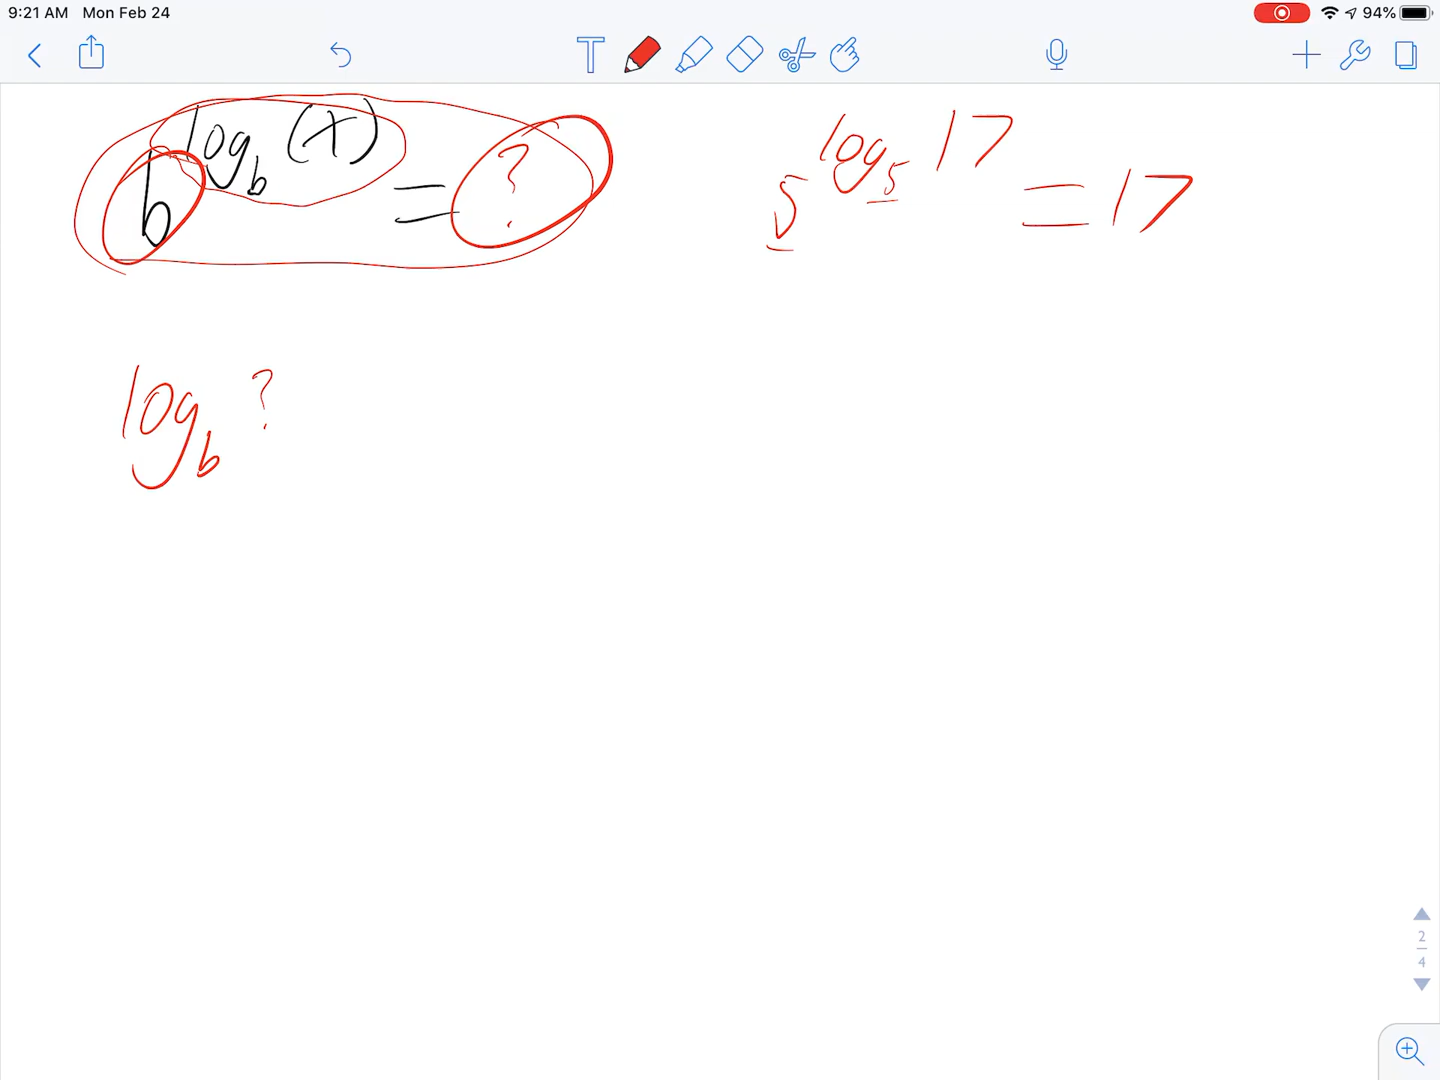 9:21 AM Mon Feb 24 94%
T
b^{log_b (x)} = ?
5^{log_5 17} = 17
log_b ?
2
4